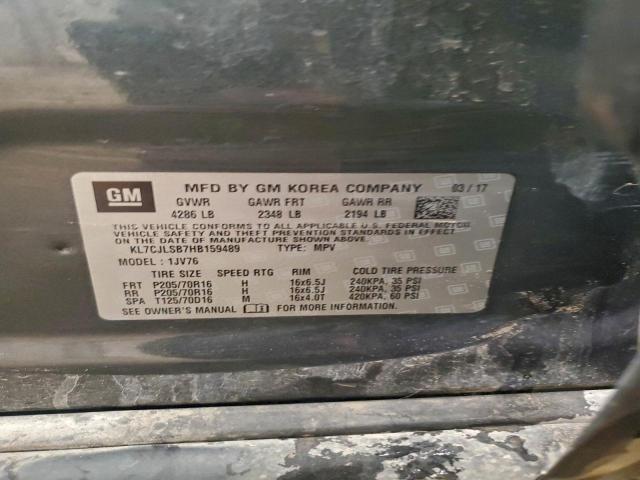 GM MFD BY GM KOREA COMPANY 03 / 17
GVWR GAWR FRT GAWR RR
4286 LB 2348 LB 2194 LB
THIS VEHICLE CONFORMS TO ALL APPLICABLE U.S. FEDERAL MOTOR
VEHICLE SAFETY AND THEFT PREVENTION STANDARDS IN EFFECT
ON THE DATE OF MANUFACTURE SHOWN ABOVE.
KL7CJLSB7HB159489 TYPE: MPV
MODEL : 1JV76
TIRE SIZE SPEED RTG RIM COLD TIRE PRESSURE
FRT P205/70R16 H 16x6.5J 240KPA, 35 PSI
RR P205/70R16 H 16x6.5J 240KPA, 35 PSI
SPA T125/70D16 M 16x4.0T 420KPA, 60 PSI
SEE OWNER'S MANUAL FOR MORE INFORMATION.